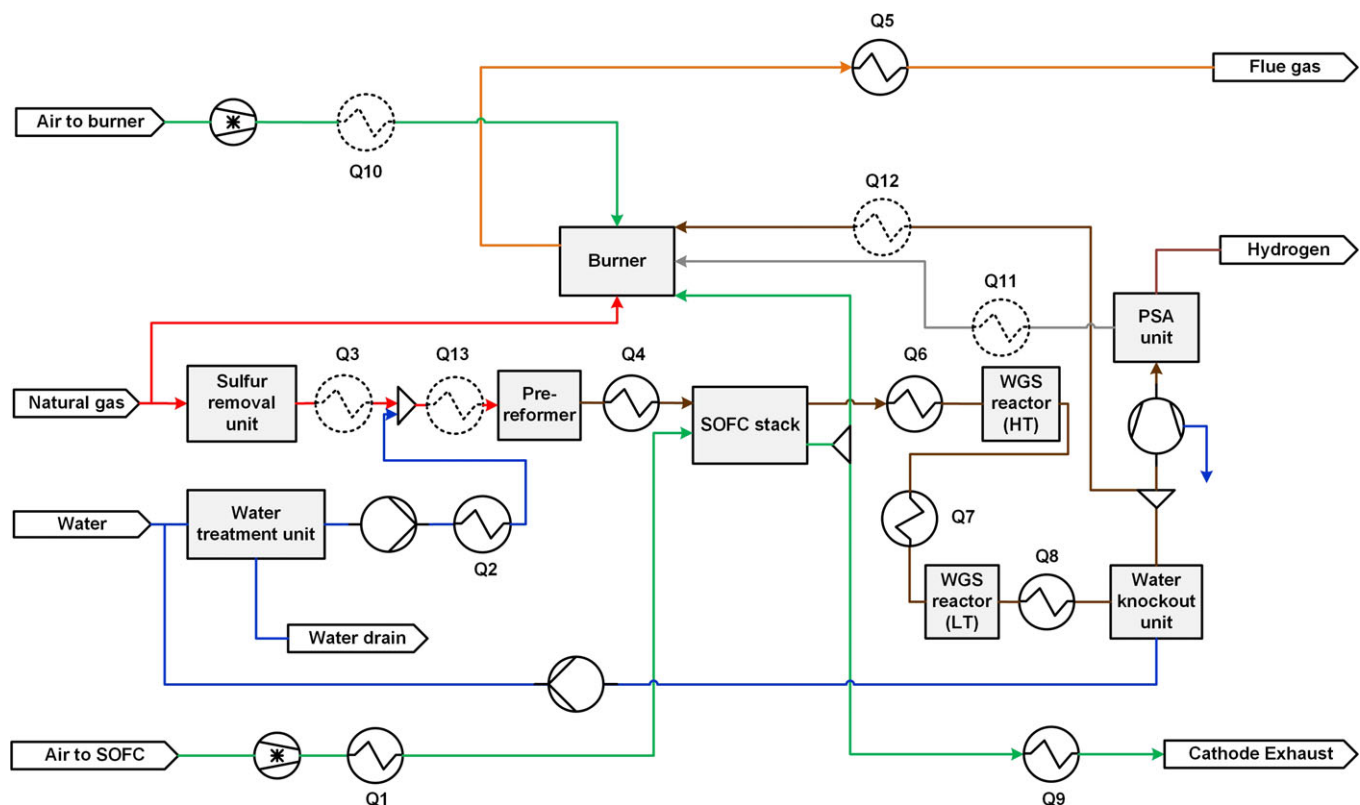 Q5
Flue gas
Air to burner
Q10
Q12
Burner
Hydrogen
Q11
PSA
unit
Natural gas
Sulfur
removal
unit
Q3
Q13
Pre-
reformer
Q4
SOFC stack
Q6
WGS
reactor
(HT)
Water
Water
treatment unit
Q2
Q7
WGS
reactor
(LT)
Q8
Water
knockout
unit
Water drain
Air to SOFC
Q1
Q9
Cathode Exhaust